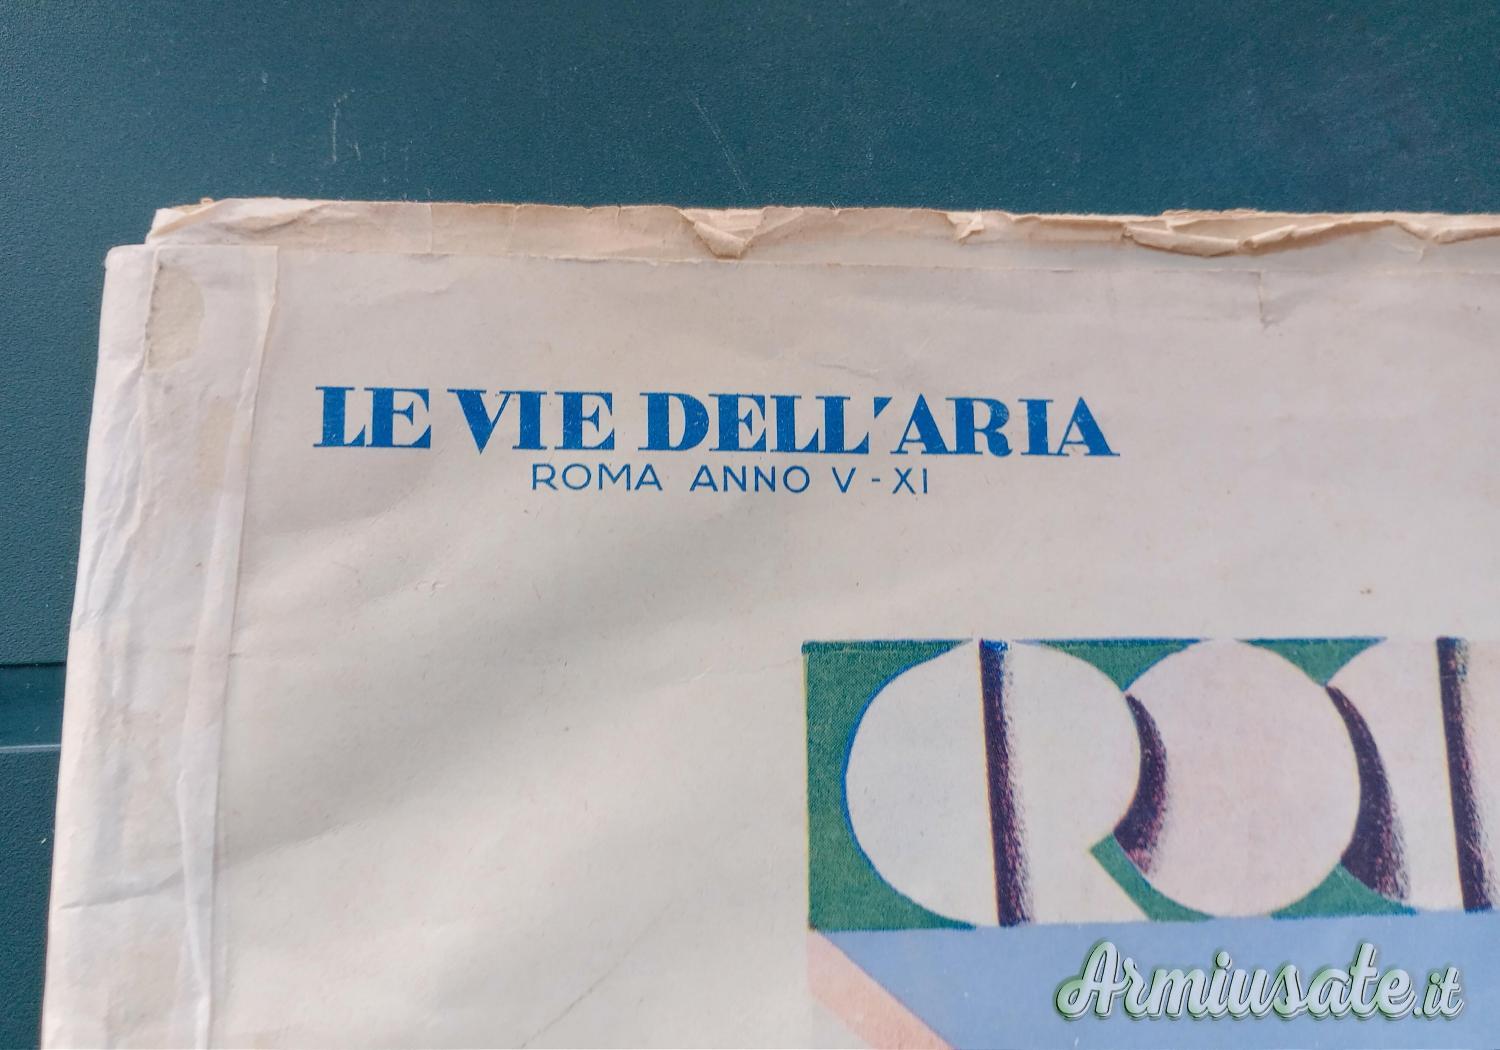 LE VIE DELL'ARIA
ROMA ANNO V - XI
Armiusate.it